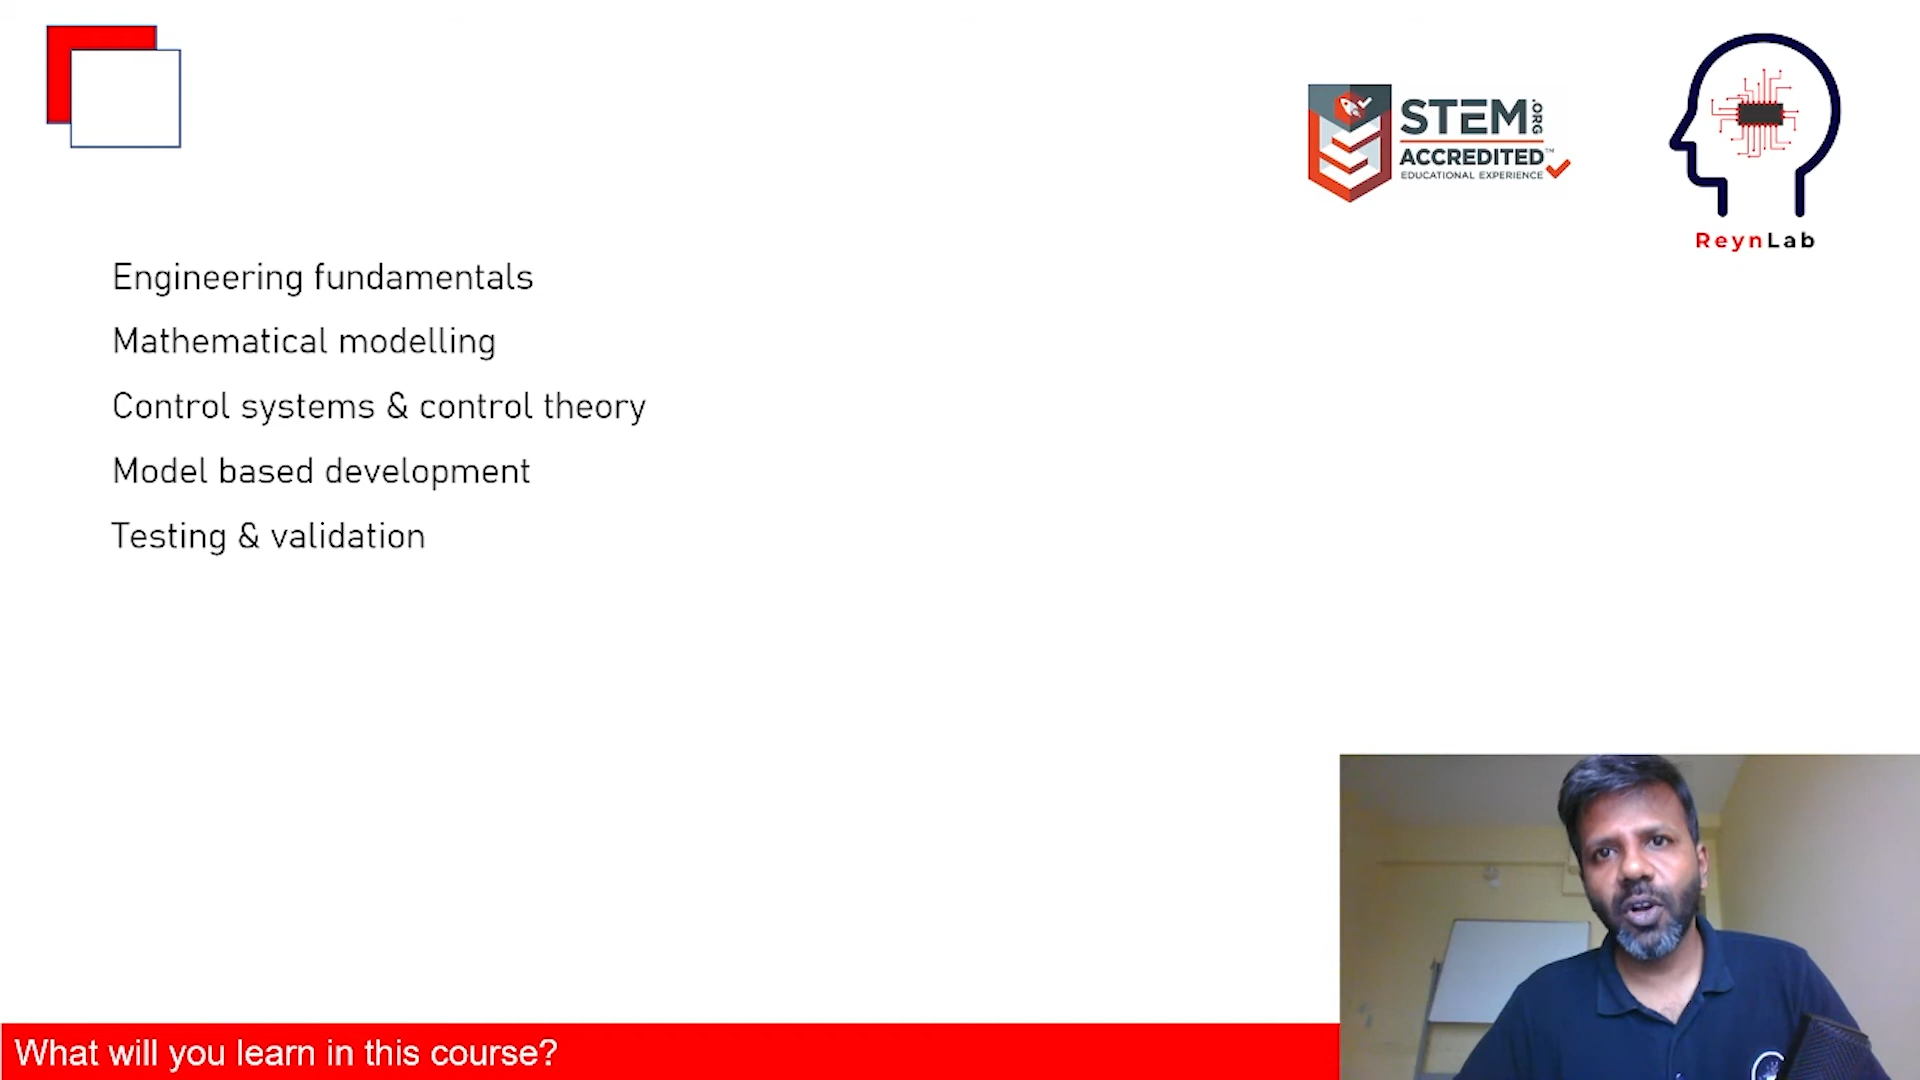 STEM.ORG
ACCREDITED™
EDUCATIONAL EXPERIENCE
ReynLab
Engineering fundamentals
Mathematical modelling
Control systems & control theory
Model based development
Testing & validation
What will you learn in this course?